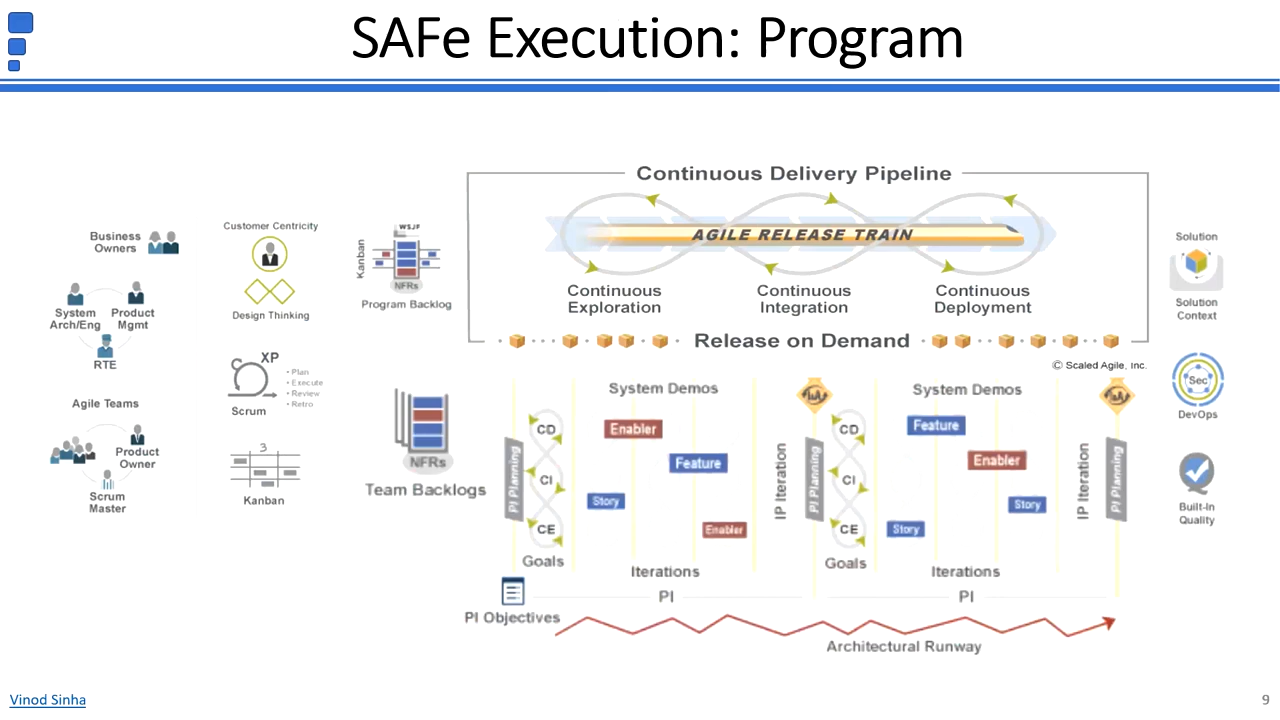 SAFe Execution: Program
Continuous Delivery Pipeline
AGILE RELEASE TRAIN
Continuous
Exploration
Continuous
Integration
Continuous
Deployment
Release on Demand
© Scaled Agile, Inc.
Business
Owners
System
Arch/Eng
Product
Mgmt
RTE
Agile Teams
Product
Owner
Scrum
Master
Customer Centricity
Design Thinking
XP
• Plan
• Execute
• Review
• Retro
Scrum
3
Kanban
WSJF
Kanban
NFRs
Program Backlog
NFRs
Team Backlogs
System Demos
PI Planning
CD
CI
CE
Goals
Enabler
Feature
Story
Enabler
Iterations
IP Iteration
I&A
PI
System Demos
PI Planning
CD
CI
CE
Goals
Feature
Enabler
Story
Story
Iterations
IP Iteration
I&A
PI Planning
PI
PI Objectives
Architectural Runway
Solution
Solution
Context
Sec
DevOps
Built-In
Quality
Vinod Sinha
9